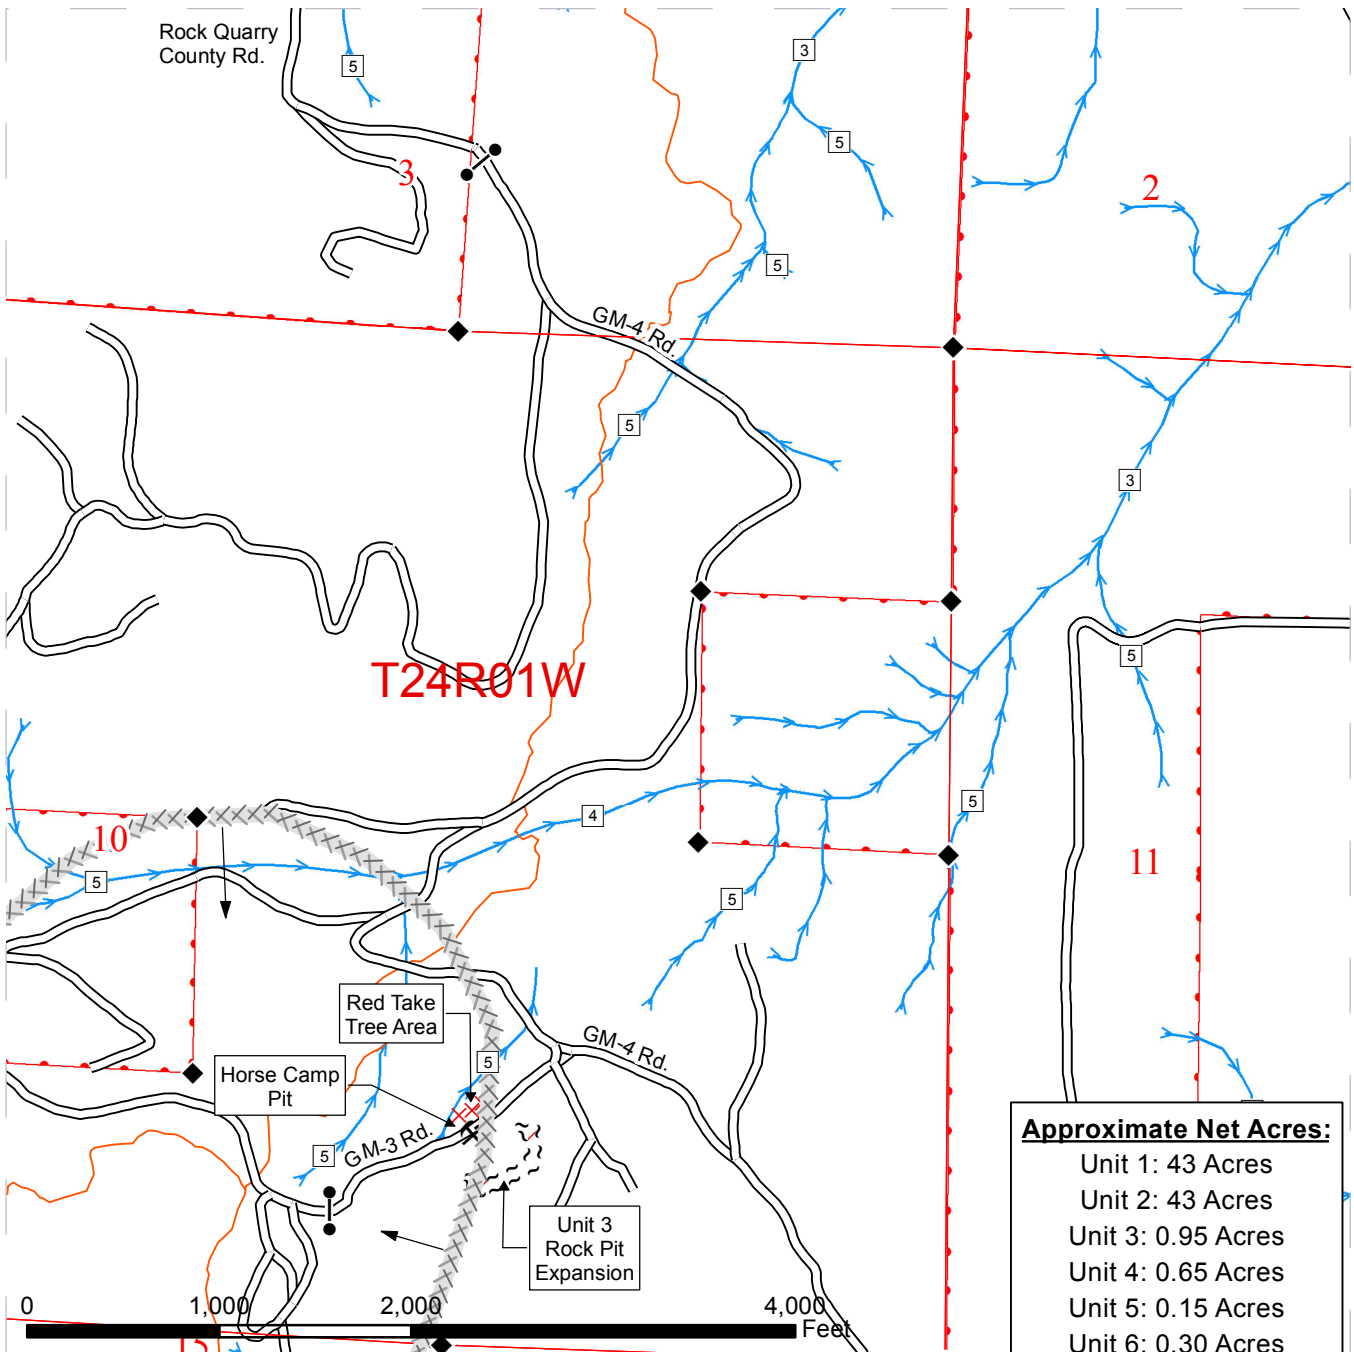 Rock Quarry
County Rd.
3
5
5
3
2
5
GM-4 Rd.
5
3
5
T24R01W
4
5
10
5
11
5
5
Red Take
Tree Area
GM-4 Rd.
5
Horse Camp
Pit
GM-3 Rd.
5
Unit 3
Rock Pit
Expansion
Approximate Net Acres:
Unit 1: 43 Acres
Unit 2: 43 Acres
Unit 3: 0.95 Acres
Unit 4: 0.65 Acres
Unit 5: 0.15 Acres
Unit 6: 0.30 Acres
0
1,000
2,000
4,000
Feet
15